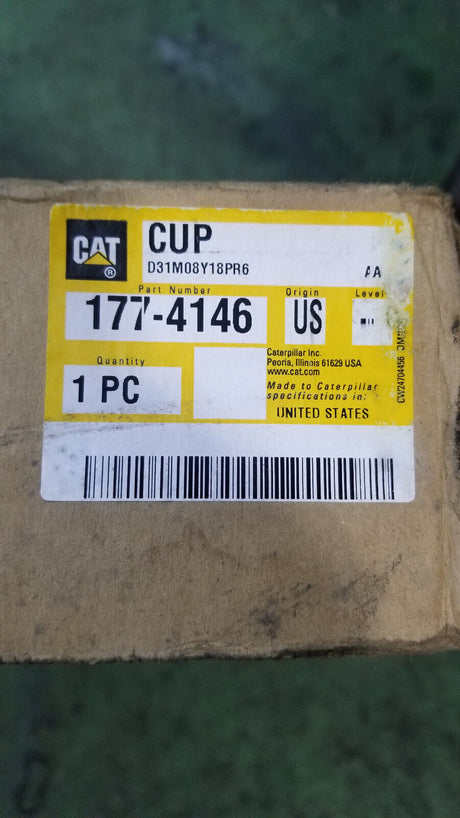 CAT®
CUP
D31M08Y18PR6 AA
Part Number Origin Level
177-4146 US
Quantity
1 PC
Caterpillar Inc.
Peoria, Illinois 61629 USA
www.cat.com
Made to Caterpillar
specifications in:
UNITED STATES
CW24704456